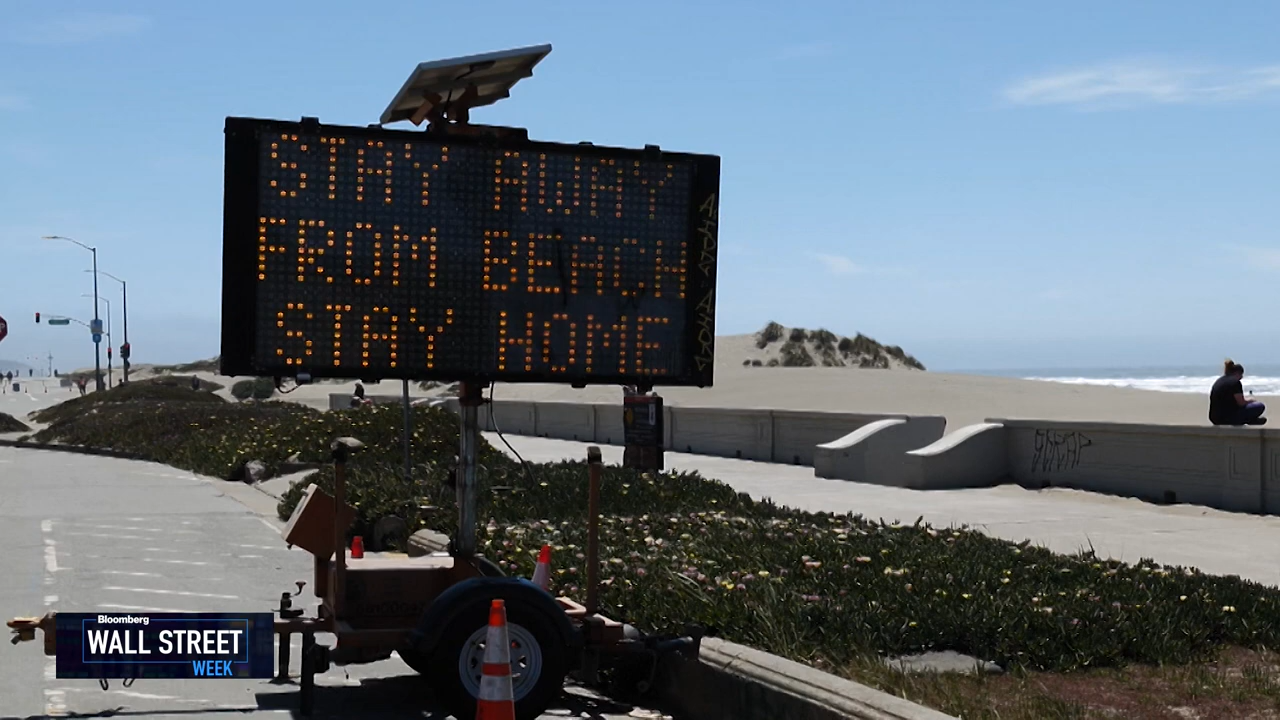 STAY AWAY
FROM BEACH
STAY HOME
Bloomberg
WALL STREET
WEEK